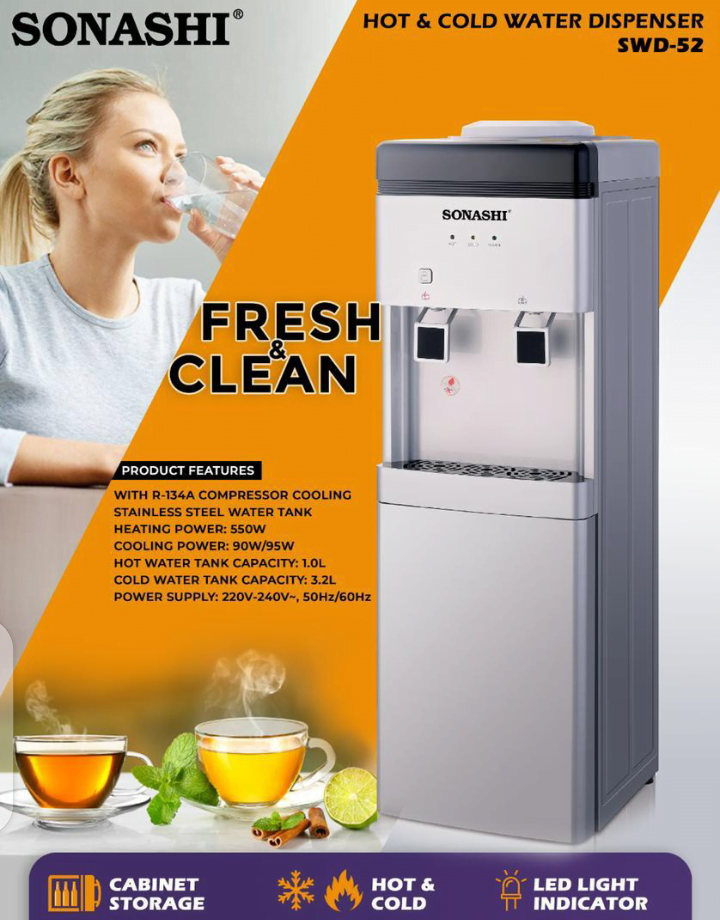 SONASHI®
HOT & COLD WATER DISPENSER
SWD-52
SONASHI®
FRESH
&
CLEAN
PRODUCT FEATURES
WITH R-134A COMPRESSOR COOLING
STAINLESS STEEL WATER TANK
HEATING POWER: 550W
COOLING POWER: 90W/95W
HOT WATER TANK CAPACITY: 1.0L
COLD WATER TANK CAPACITY: 3.2L
POWER SUPPLY: 220V-240V~, 50Hz/60Hz
CABINET
STORAGE
HOT &
COLD
LED LIGHT
INDICATOR